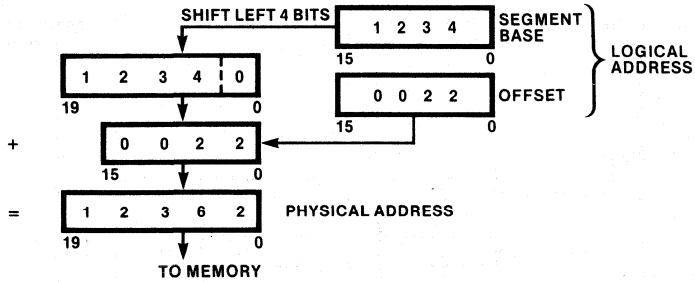 SHIFT LEFT 4 BITS
1 2 3 4
SEGMENT
BASE
15 0
LOGICAL
ADDRESS
1 2 3 4 0
19 0
0 0 2 2
OFFSET
15 0
+
0 0 2 2
15 0
=
1 2 3 6 2
PHYSICAL ADDRESS
19 0
TO MEMORY